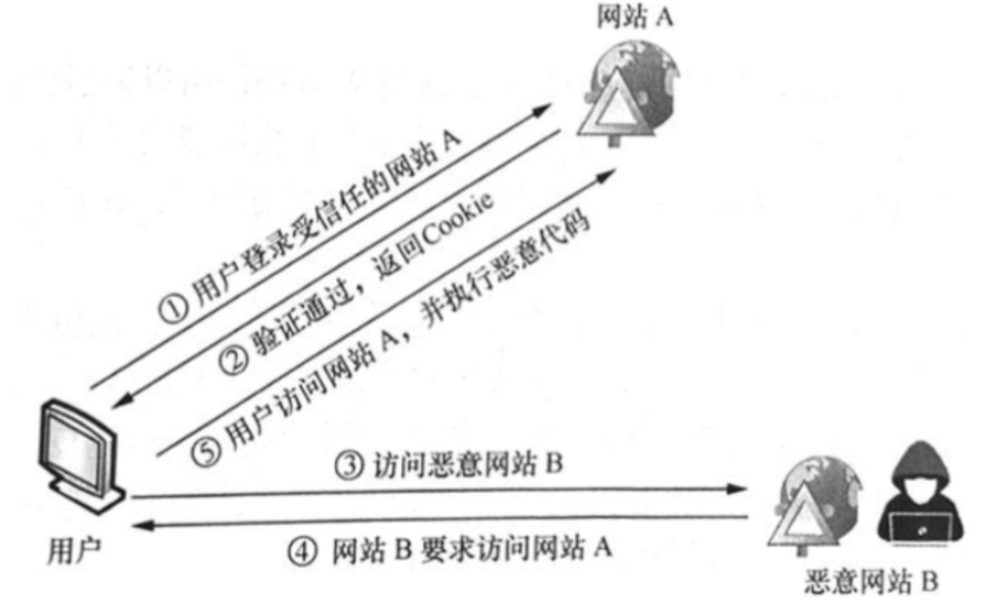 网站 A
① 用户登录受信任的网站 A
② 验证通过，返回Cookie
⑤ 用户访问网站 A，并执行恶意代码
③ 访问恶意网站 B
④ 网站 B 要求访问网站 A
用户
恶意网站 B